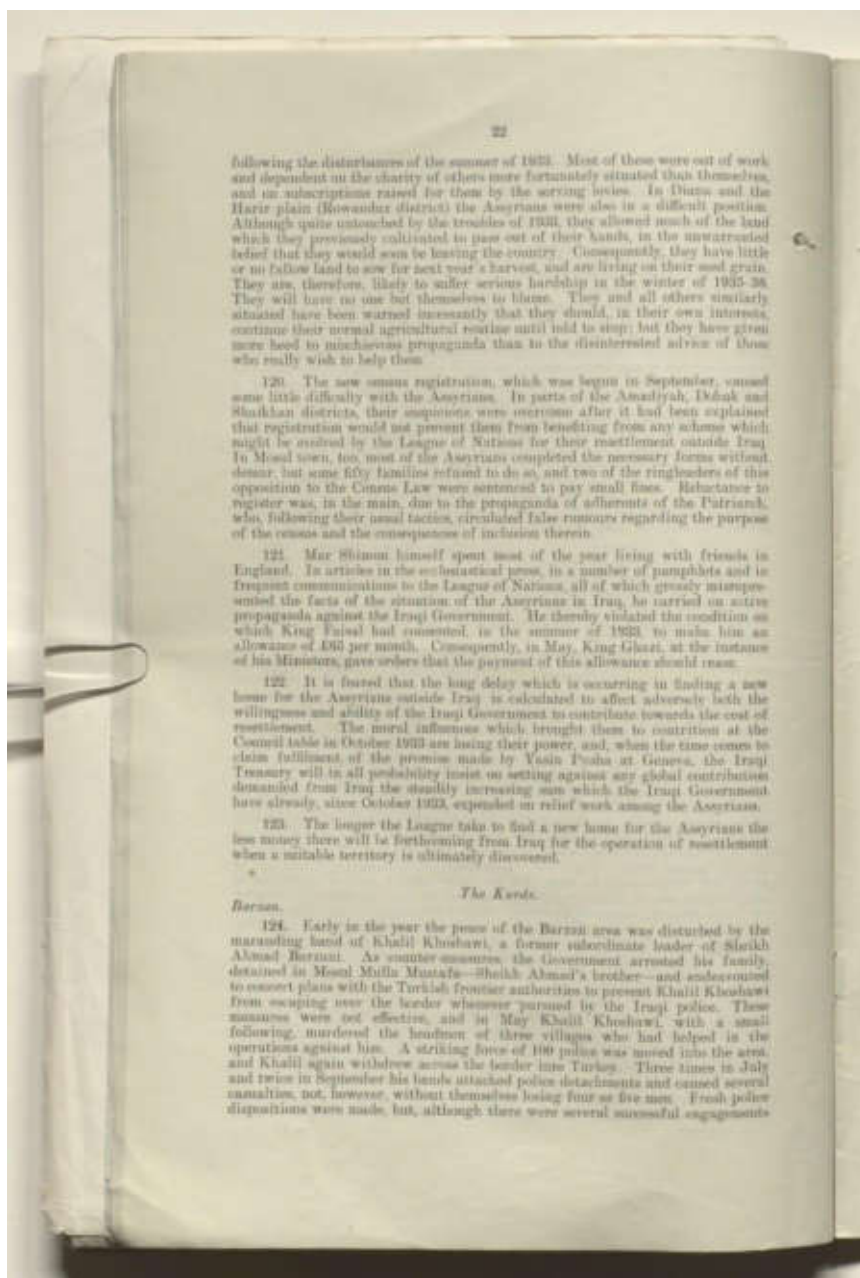 22
following the disturbances of the summer of 1933. Most of these were out of work
and dependent on the charity of others more fortunately situated than themselves,
and on subscriptions raised for them by the serving levies. In Diana and the
Harir plain (Rowanduz district) the Assyrians were also in a difficult position.
Although quite untouched by the troubles of 1933, they allowed much of the land
which they previously cultivated to pass out of their hands, in the unwarranted
belief that they would soon be leaving the country. Consequently, they have little
or no fallow land to sow for next year's harvest, and are living on their seed grain.
They are, therefore, likely to suffer serious hardship in the winter of 1935-36.
They will have no one but themselves to blame. They and all others similarly
situated have been warned incessantly that they should, in their own interests,
continue their normal agricultural routine until told to stop; but they have given
more heed to mischievous propaganda than to the disinterested advice of those
who really wish to help them.
120. The new census registration, which was begun in September, caused
some little difficulty with the Assyrians. In parts of the Amadiyah, Dohuk and
Shaikhan districts, their suspicions were overcome after it had been explained
that registration would not prevent them from benefiting from any scheme which
might be evolved by the League of Nations for their resettlement outside Iraq.
In Mosul town, too, most of the Assyrians completed the necessary forms without
demur, but some fifty families refused to do so, and two of the ringleaders of this
opposition to the Census Law were sentenced to pay small fines. Reluctance to
register was, in the main, due to the propaganda of adherents of the Patriarch,
who, following their usual tactics, circulated false rumours regarding the purpose
of the census and the consequences of inclusion therein.
121. Mar Shimun himself spent most of the year living with friends in
England. In articles in the ecclesiastical press, in a number of pamphlets and in
frequent communications to the League of Nations, all of which grossly misrepre-
sented the facts of the situation of the Assyrians in Iraq, he carried on active
propaganda against the Iraqi Government. He thereby violated the condition on
which King Faisal had consented, in the summer of 1933, to make him an
allowance of £65 per month. Consequently, in May, King Ghazi, at the instance
of his Ministers, gave orders that the payment of this allowance should cease.
122. It is feared that the long delay which is occurring in finding a new
home for the Assyrians outside Iraq is calculated to affect adversely both the
willingness and ability of the Iraqi Government to contribute towards the cost of
resettlement. The moral influences which brought them to contrition at the
Council table in October 1933 are losing their power, and, when the time comes to
claim fulfilment of the promise made by Yasin Pasha at Geneva, the Iraqi
Treasury will in all probability insist on setting against any global contribution
demanded from Iraq the steadily increasing sum which the Iraqi Government
have already, since October 1933, expended on relief work among the Assyrians.
123. The longer the League take to find a new home for the Assyrians the
less money there will be forthcoming from Iraq for the operation of resettlement
when a suitable territory is ultimately discovered.
The Kurds.
Barzan.
124. Early in the year the peace of the Barzan area was disturbed by the
marauding band of Khalil Khoshawi, a former subordinate leader of Sheikh
Ahmad Barzani. As counter-measures, the Government arrested his family,
detained in Mosul Mulla Mustafa—Sheikh Ahmad's brother—and endeavoured
to concert plans with the Turkish frontier authorities to prevent Khalil Khoshawi
from escaping over the border whenever pursued by the Iraqi police. These
measures were not effective, and in May Khalil Khoshawi, with a small
following, murdered the headmen of three villages who had helped in the
operations against him. A striking force of 100 police was moved into the area,
and Khalil again withdrew across the border into Turkey. Three times in July
and twice in September his bands attacked police detachments and caused several
casualties, not, however, without themselves losing four or five men. Fresh police
dispositions were made, but, although there were several successful engagements